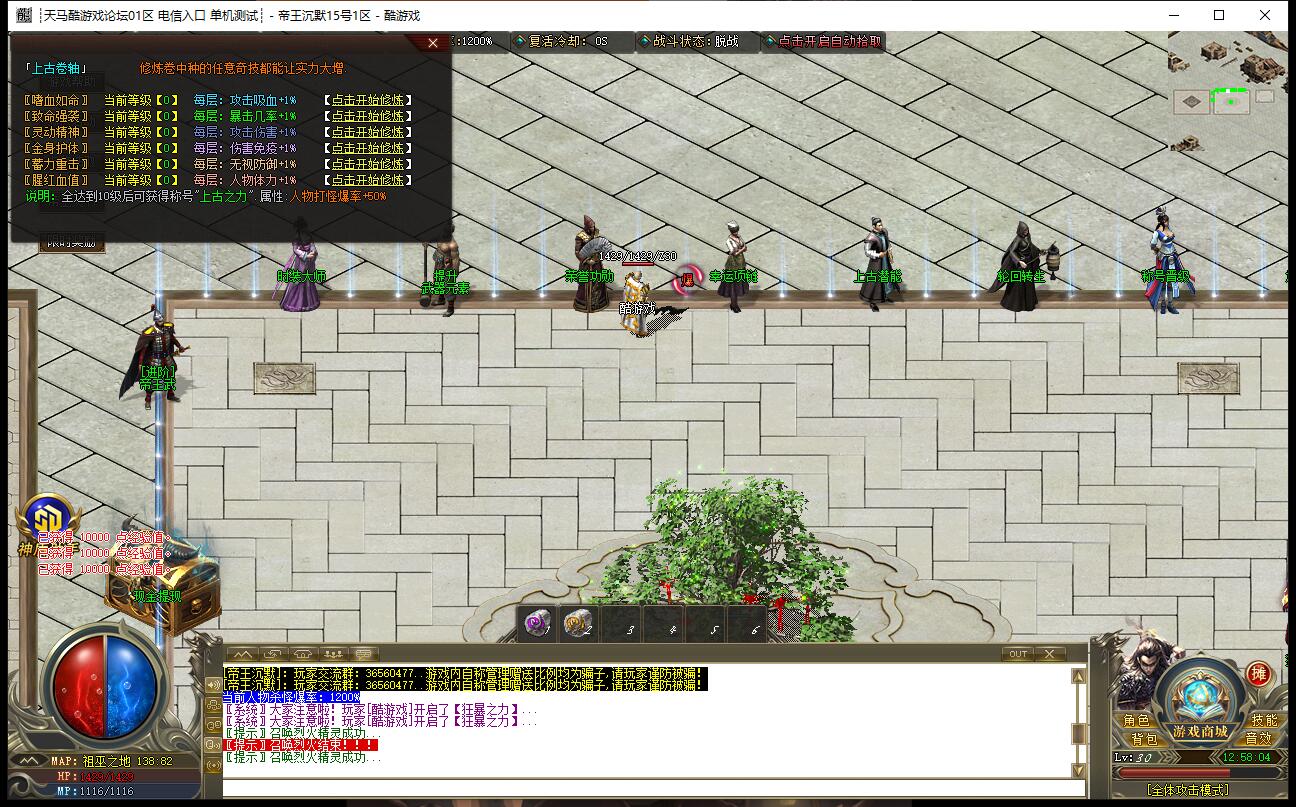 天马酷游戏论坛01区 电信入口 单机测试 - 帝王沉默15号1区 - 酷游戏
:1200% 复活冷却: 0S 战斗状态:脱战 点击开启自动拾取
「上古卷轴」 修炼卷中种的任意奇技都能让实力大增.
〖嗜血如命〗 当前等级【0】 每层: 攻击吸血+1% 【点击开始修炼】
〖致命强袭〗 当前等级【0】 每层: 暴击几率+1% 【点击开始修炼】
〖灵动精神〗 当前等级【0】 每层: 攻击伤害+1% 【点击开始修炼】
〖金身护体〗 当前等级【0】 每层: 伤害免疫+1% 【点击开始修炼】
〖蓄力重击〗 当前等级【0】 每层: 无视防御+1% 【点击开始修炼】
〖腥红血值〗 当前等级【0】 每层: 人物体力+1% 【点击开始修炼】
说明: 全达到10级后可获得称号"上古之力".属性:人物打怪爆率+50%
1429/1429/Z30
时装大师
提升
武器元素
荣誉功勋
爆
幸运项链
上古潜能
轮回转生
称号晋级
酷游戏
[进阶]
帝王武
已获得 10000 点经验值。
已获得 10000 点经验值。
已获得 10000 点经验值。
现金提现
1 2 3 4 5 6
OUT
[帝王沉默]: 玩家交流群: 36560477..游戏内自称管理赠送比例均为骗子,请玩家谨防被骗!
[帝王沉默]: 玩家交流群: 36560477..游戏内自称管理赠送比例均为骗子,请玩家谨防被骗!
当前人物杀怪爆率: 1200%
〖系统〗大家注意啦! 玩家[酷游戏]开启了【狂暴之力】...
〖系统〗大家注意啦! 玩家[酷游戏]开启了【狂暴之力】...
〖提示〗召唤烈火精灵成功...
〖提示〗召唤烈火结束!!!
〖提示〗召唤烈火精灵成功...
MAP: 祖巫之地 138:82
HP: 1429/1429
MP: 1116/1116
摊
角色 技能
背包 游戏商城 音效
Lv: 30 12:58:04
[全体攻击模式]